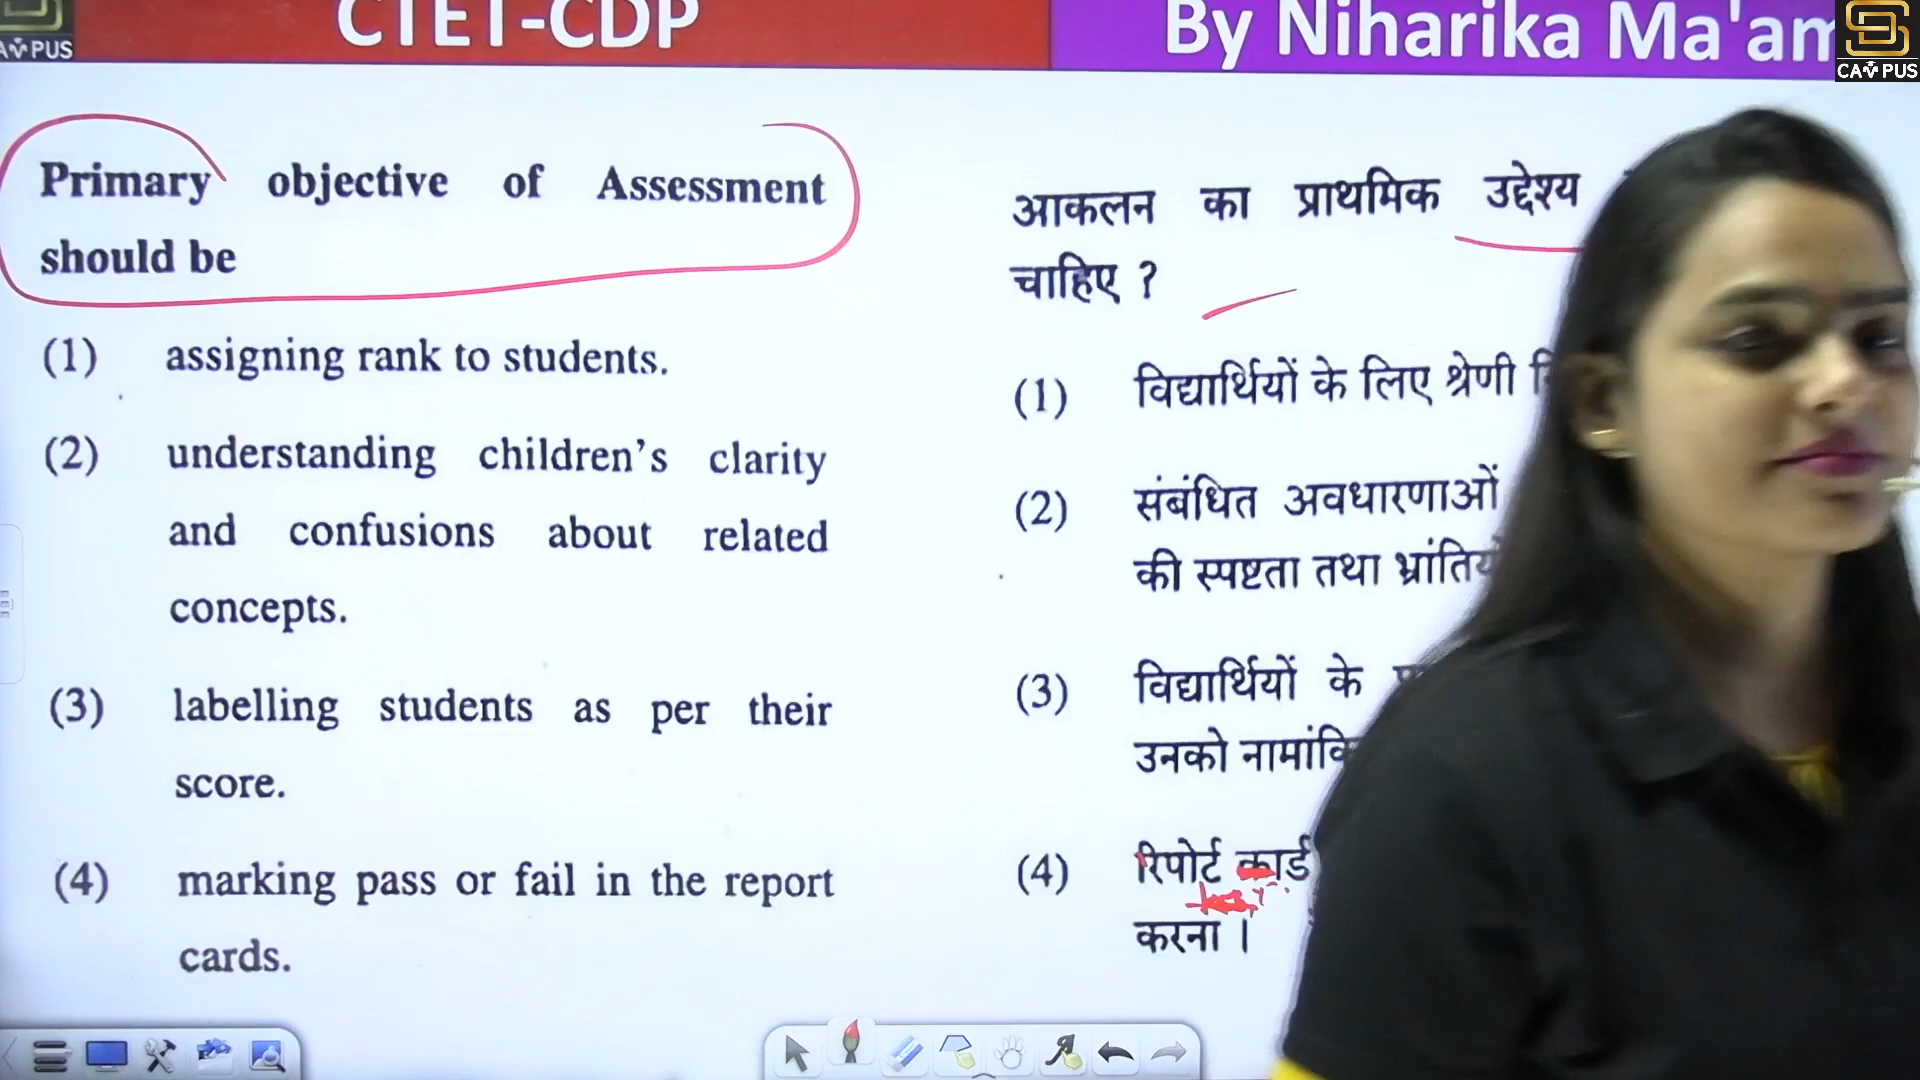 CTET-CDP
By Niharika Ma'am
CAMPUS
Primary objective of Assessment
should be
(1) assigning rank to students.
(2) understanding children's clarity
and confusions about related
concepts.
(3) labelling students as per their
score.
(4) marking pass or fail in the report
cards.
आकलन का प्राथमिक उद्देश्य
चाहिए ?
(1) विद्यार्थियों के लिए श्रेणी
(2) संबंधित अवधारणाओं
की स्पष्टता तथा
(3) विद्यार्थियों के
उनको
(4) रिपोर्ट कार्ड
करना ।